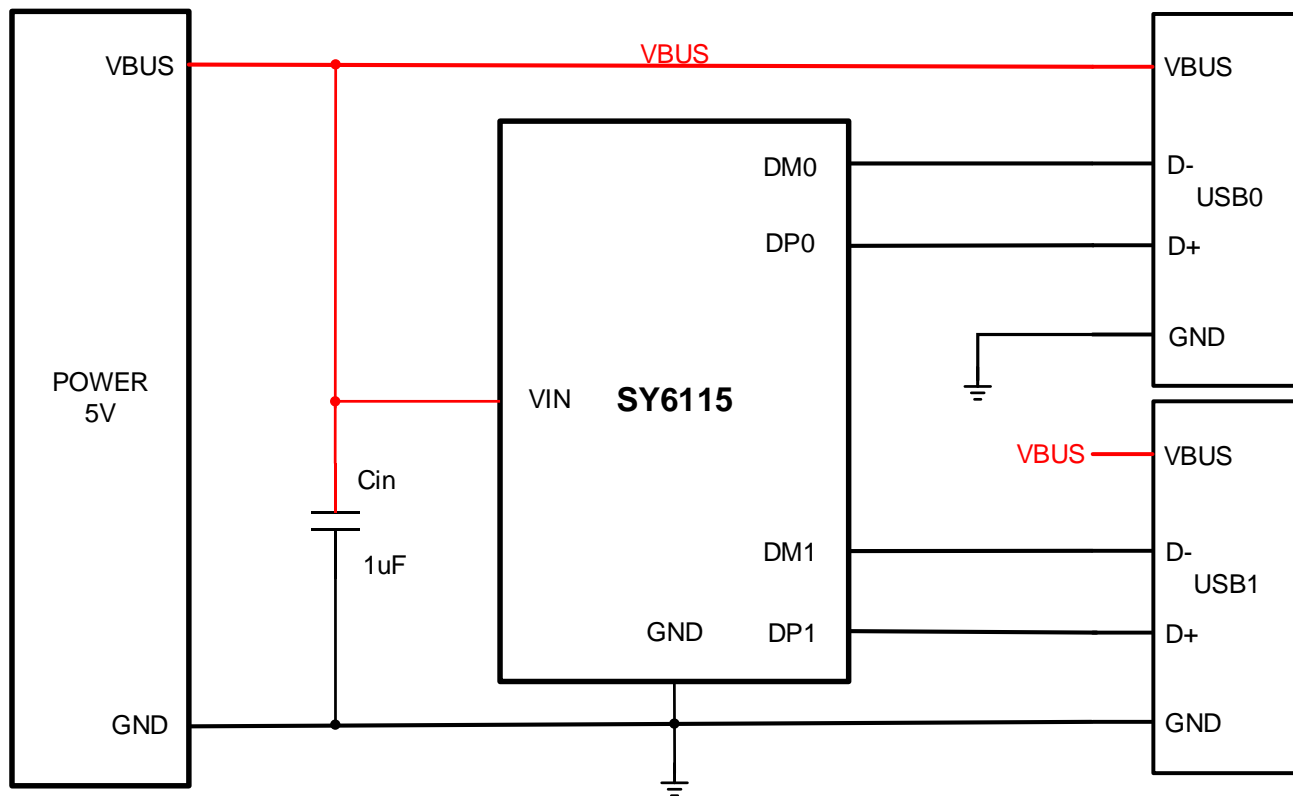 VBUS
POWER
5V
GND
VBUS
Cin
1uF
VIN
SY6115
DM0
DP0
DM1
DP1
GND
VBUS
D-
USB0
D+
GND
VBUS
VBUS
D-
USB1
D+
GND